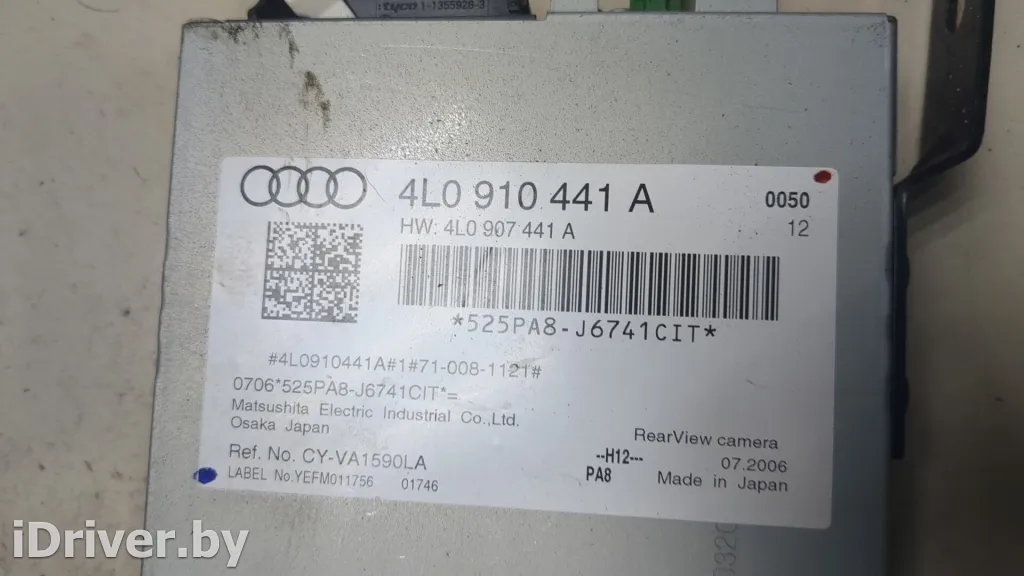 tyco 1-1355928-3
4L0 910 441 A
0050
HW: 4L0 907 441 A
12
*525PA8-J6741CIT*
#4L0910441A#1#71-008-1121#
0706*525PA8-J6741CIT*=
Matsushita Electric Industrial Co.,Ltd.
Osaka Japan
RearView camera
Ref. No. CY-VA1590LA
--H12---
07.2006
LABEL No.YEFM011756 01746
PA8
Made in Japan
iDriver.by